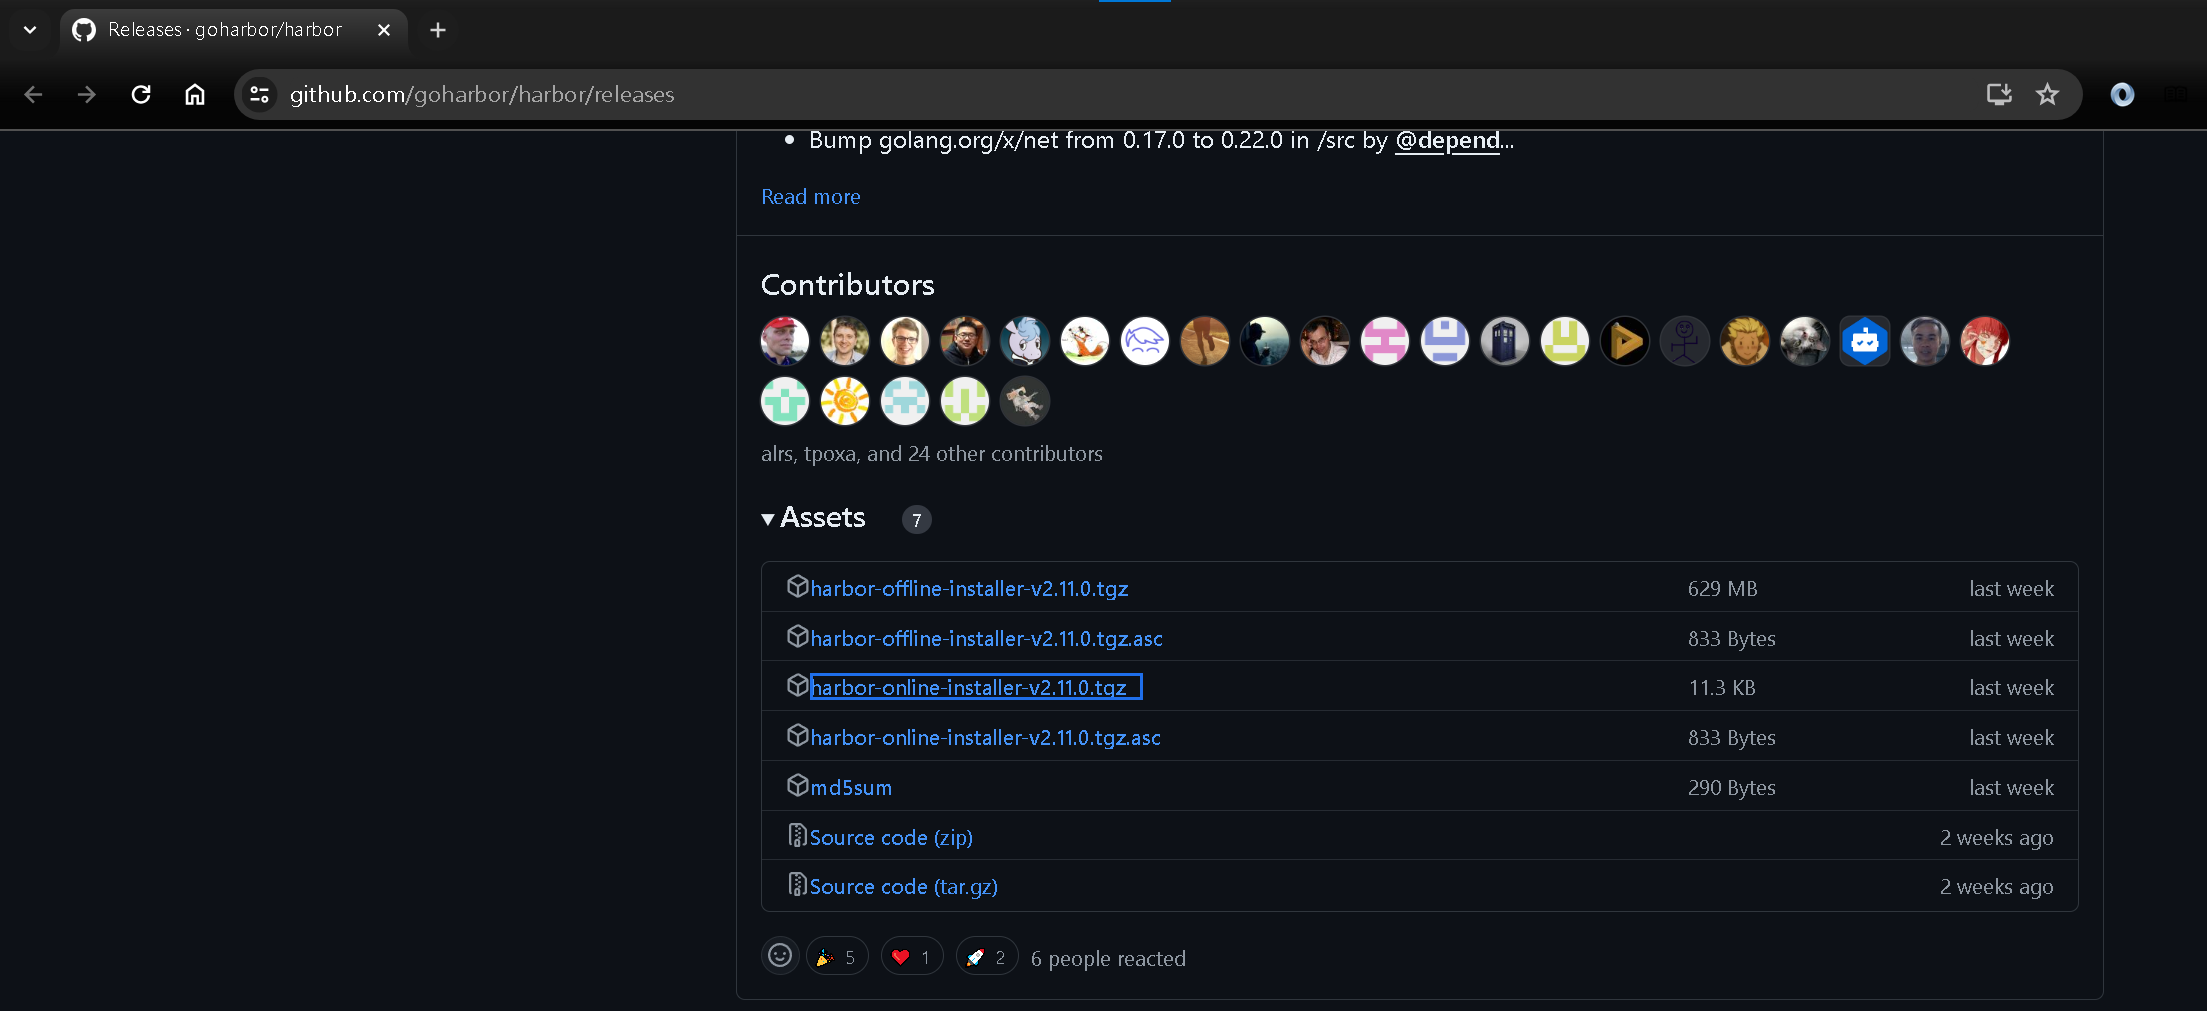 Releases · goharbor/harbor
github.com/goharbor/harbor/releases
Bump golang.org/x/net from 0.17.0 to 0.22.0 in /src by @depend...
Read more
Contributors
alrs, tpoxa, and 24 other contributors
Assets 7
harbor-offline-installer-v2.11.0.tgz 629 MB last week
harbor-offline-installer-v2.11.0.tgz.asc 833 Bytes last week
harbor-online-installer-v2.11.0.tgz 11.3 KB last week
harbor-online-installer-v2.11.0.tgz.asc 833 Bytes last week
md5sum 290 Bytes last week
Source code (zip) 2 weeks ago
Source code (tar.gz) 2 weeks ago
5 1 2 6 people reacted